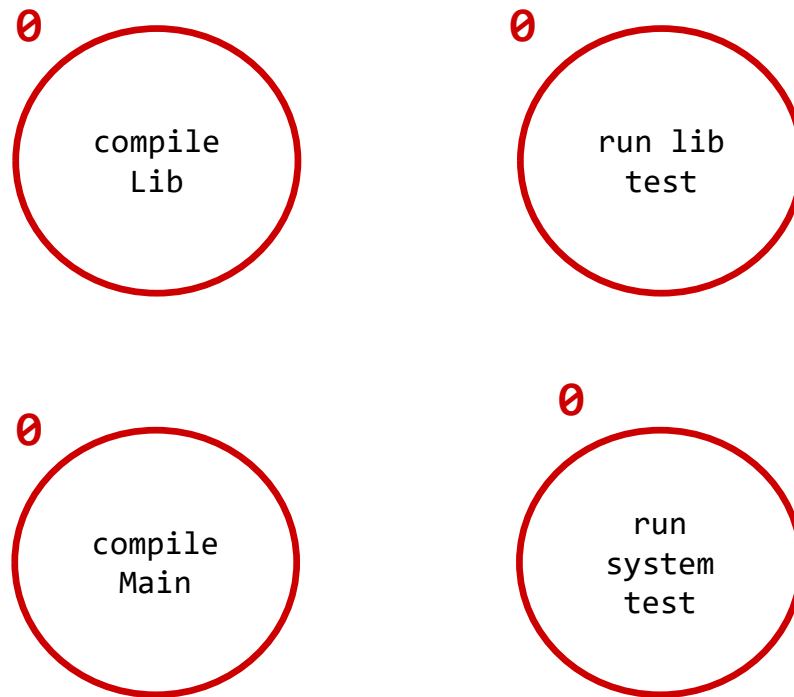 0
compile
Lib
0
run lib
test
0
compile
Main
0
run
system
test